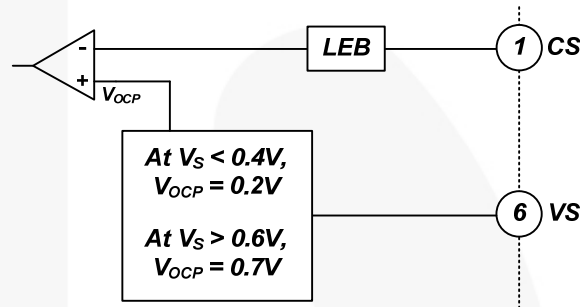 - LEB 1 CS
+
VOCP
At VS < 0.4V,
VOCP = 0.2V
At VS > 0.6V,
VOCP = 0.7V
6 VS